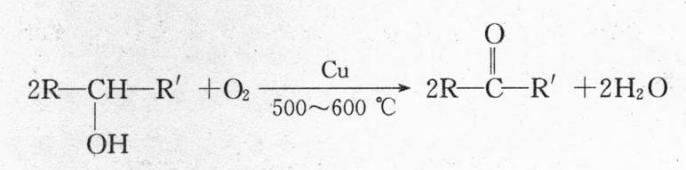 O
Cu
2R—CH—R′ +O₂ 2R—C—R′ +2H₂O
500～600 ℃
OH